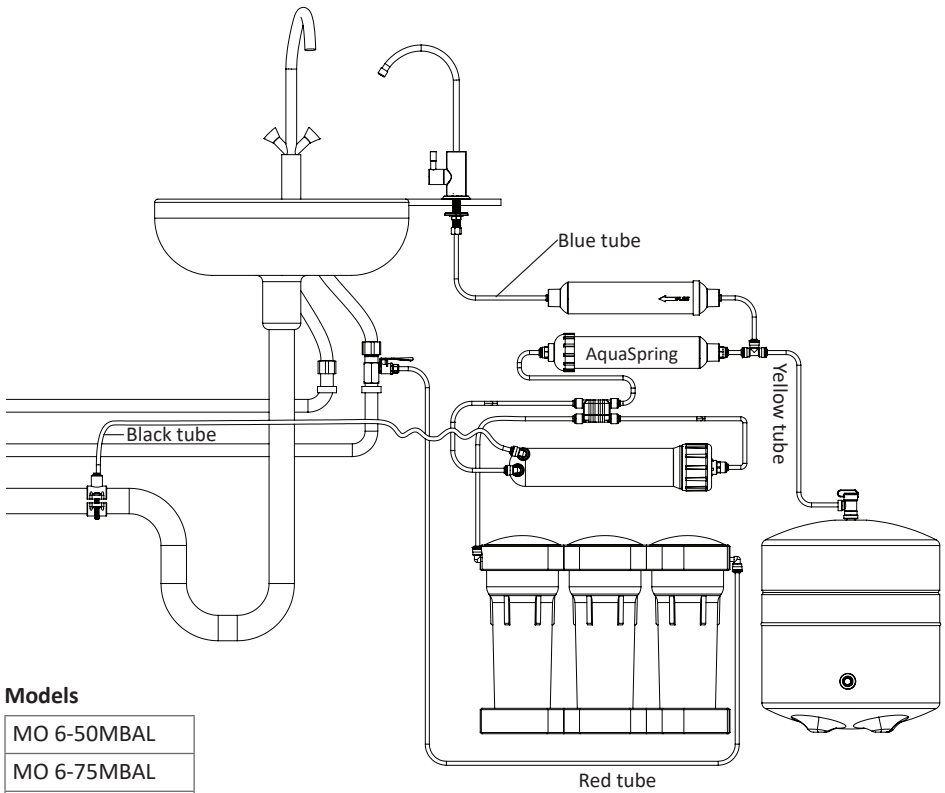 Blue tube
AquaSpring
Yellow tube
Black tube
Models
MO 6-50MBAL
MO 6-75MBAL
Red tube